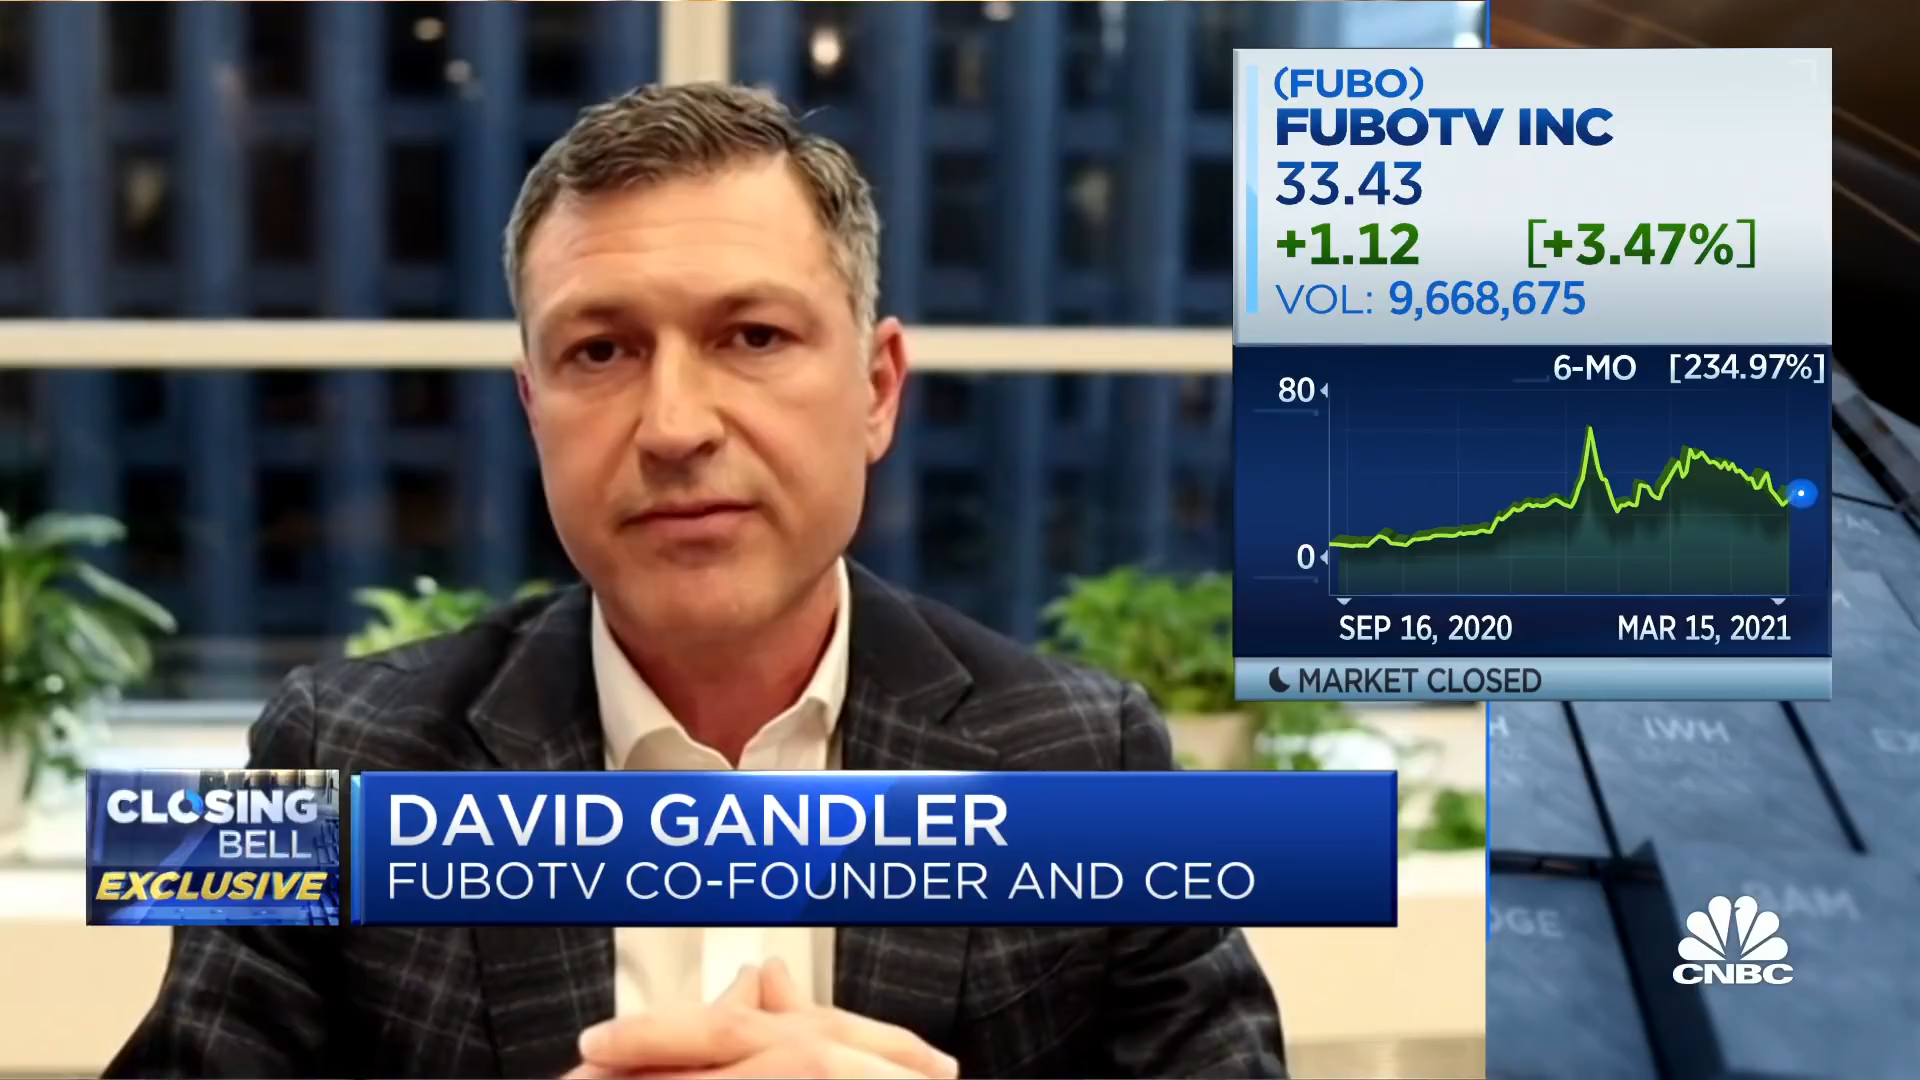 (FUBO)
FUBOTV INC
33.43
+1.12 [+3.47%]
VOL: 9,668,675
6-MO [234.97%]
80
0
SEP 16, 2020 MAR 15, 2021
MARKET CLOSED
IWH
CLOSING
BELL
EXCLUSIVE
DAVID GANDLER
FUBOTV CO-FOUNDER AND CEO
CNBC